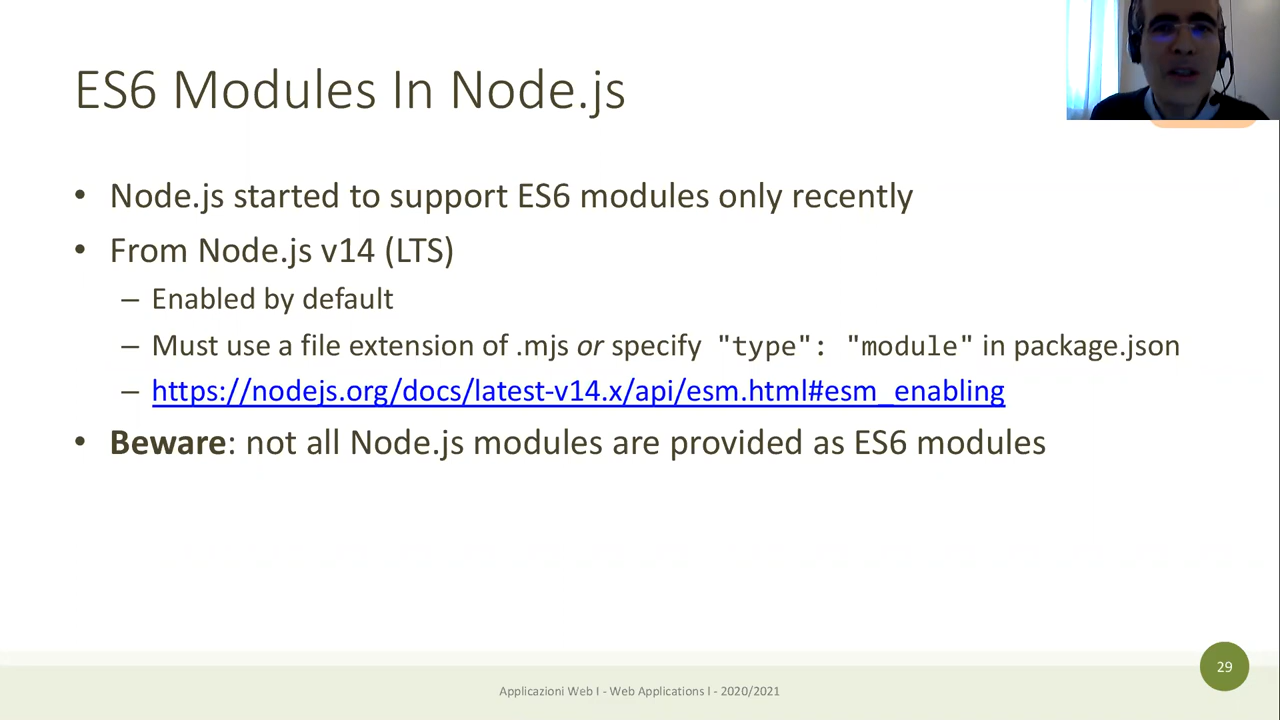 ES6 Modules In Node.js
• Node.js started to support ES6 modules only recently
• From Node.js v14 (LTS)
– Enabled by default
– Must use a file extension of .mjs or specify "type": "module" in package.json
– https://nodejs.org/docs/latest-v14.x/api/esm.html#esm_enabling
• Beware: not all Node.js modules are provided as ES6 modules
Applicazioni Web I - Web Applications I - 2020/2021
29